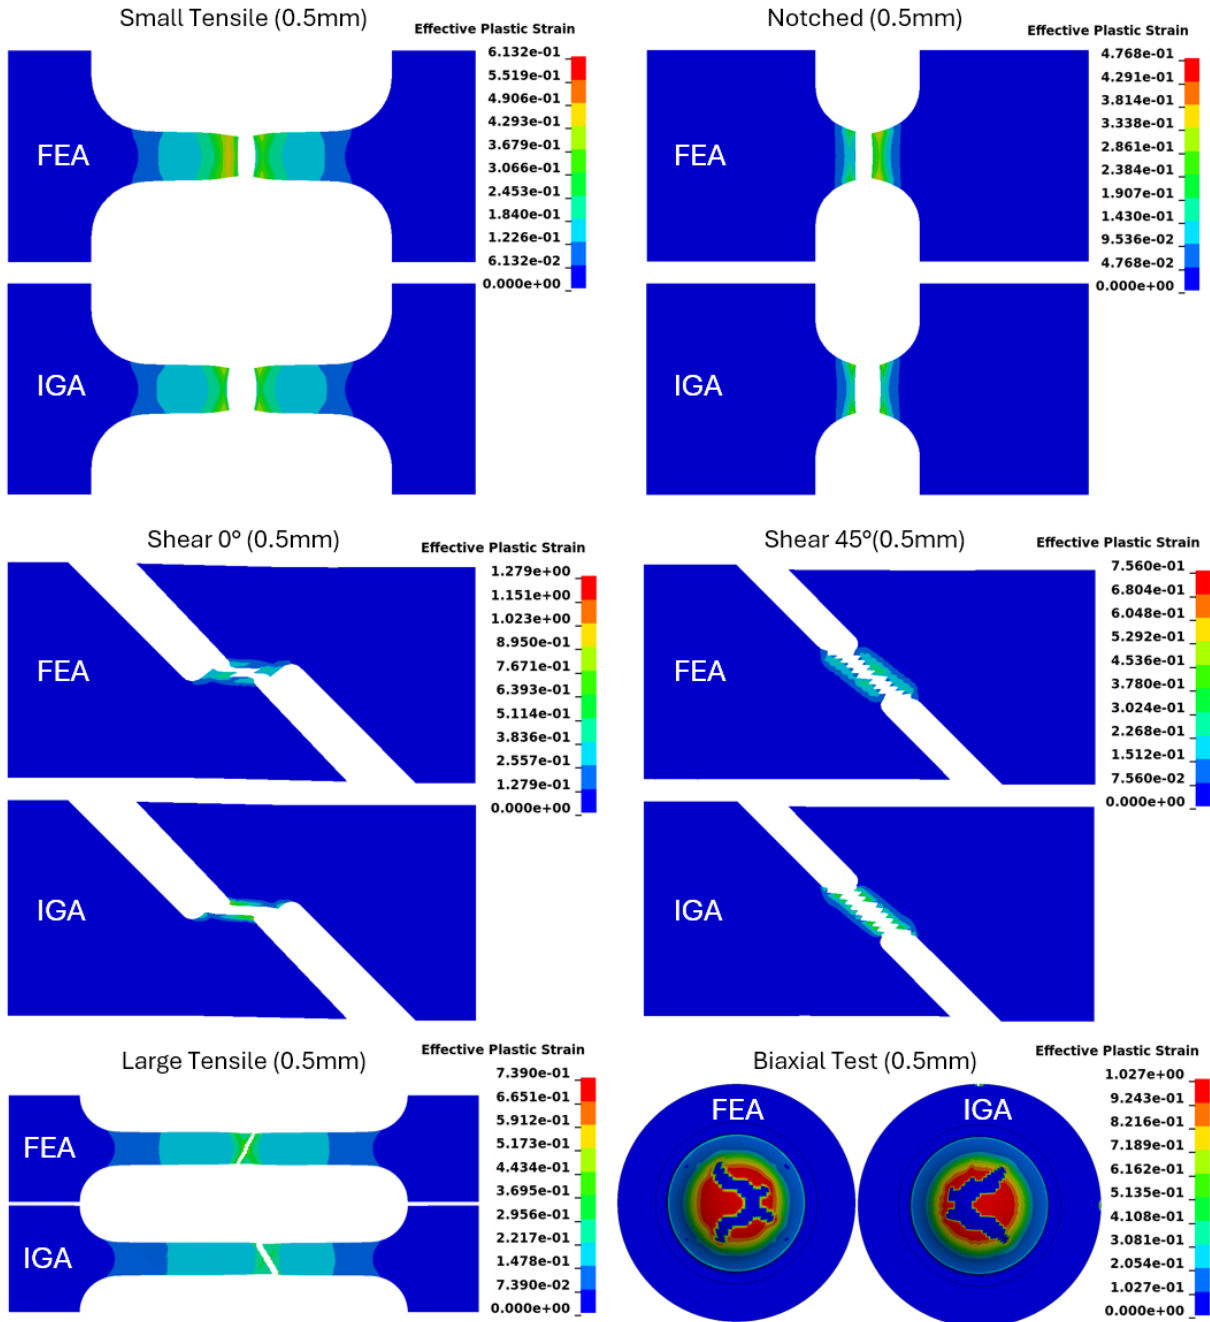 Small Tensile (0.5mm)
Effective Plastic Strain
6.132e-01
5.519e-01
4.906e-01
4.293e-01
3.679e-01
3.066e-01
2.453e-01
1.840e-01
1.226e-01
6.132e-02
0.000e+00
FEA
IGA
Notched (0.5mm)
Effective Plastic Strain
4.768e-01
4.291e-01
3.814e-01
3.338e-01
2.861e-01
2.384e-01
1.907e-01
1.430e-01
9.536e-02
4.768e-02
0.000e+00
FEA
IGA
Shear 0° (0.5mm)
Effective Plastic Strain
1.279e+00
1.151e+00
1.023e+00
8.950e-01
7.671e-01
6.393e-01
5.114e-01
3.836e-01
2.557e-01
1.279e-01
0.000e+00
FEA
IGA
Shear 45°(0.5mm)
Effective Plastic Strain
7.560e-01
6.804e-01
6.048e-01
5.292e-01
4.536e-01
3.780e-01
3.024e-01
2.268e-01
1.512e-01
7.560e-02
0.000e+00
FEA
IGA
Large Tensile (0.5mm)
Effective Plastic Strain
7.390e-01
6.651e-01
5.912e-01
5.173e-01
4.434e-01
3.695e-01
2.956e-01
2.217e-01
1.478e-01
7.390e-02
0.000e+00
FEA
IGA
Biaxial Test (0.5mm)
Effective Plastic Strain
1.027e+00
9.243e-01
8.216e-01
7.189e-01
6.162e-01
5.135e-01
4.108e-01
3.081e-01
2.054e-01
1.027e-01
0.000e+00
FEA
IGA